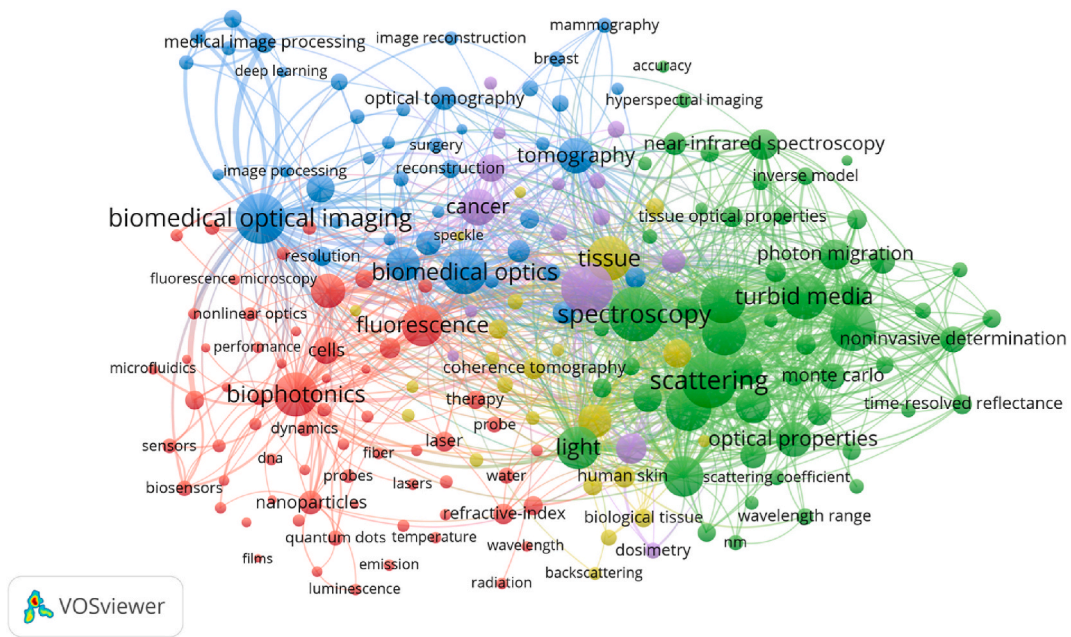 mammography
medical image processing
image reconstruction
breast
accuracy
deep learning
optical tomography
hyperspectral imaging
surgery
near-infrared spectroscopy
tomography
image processing
reconstruction
inverse model
cancer
biomedical optical imaging
tissue optical properties
speckle
resolution
tissue
photon migration
biomedical optics
fluorescence microscopy
turbid media
nonlinear optics
spectroscopy
fluorescence
noninvasive determination
performance
cells
microfluidics
coherence tomography
scattering
monte carlo
biophotonics
therapy
time-resolved reflectance
dynamics
probe
sensors
laser
light
optical properties
fiber
dna
probes
lasers
water
human skin
scattering coefficient
biosensors
nanoparticles
refractive-index
biological tissue
wavelength range
quantum dots
temperature
wavelength
nm
dosimetry
films
emission
backscattering
luminescence
radiation
VOSviewer